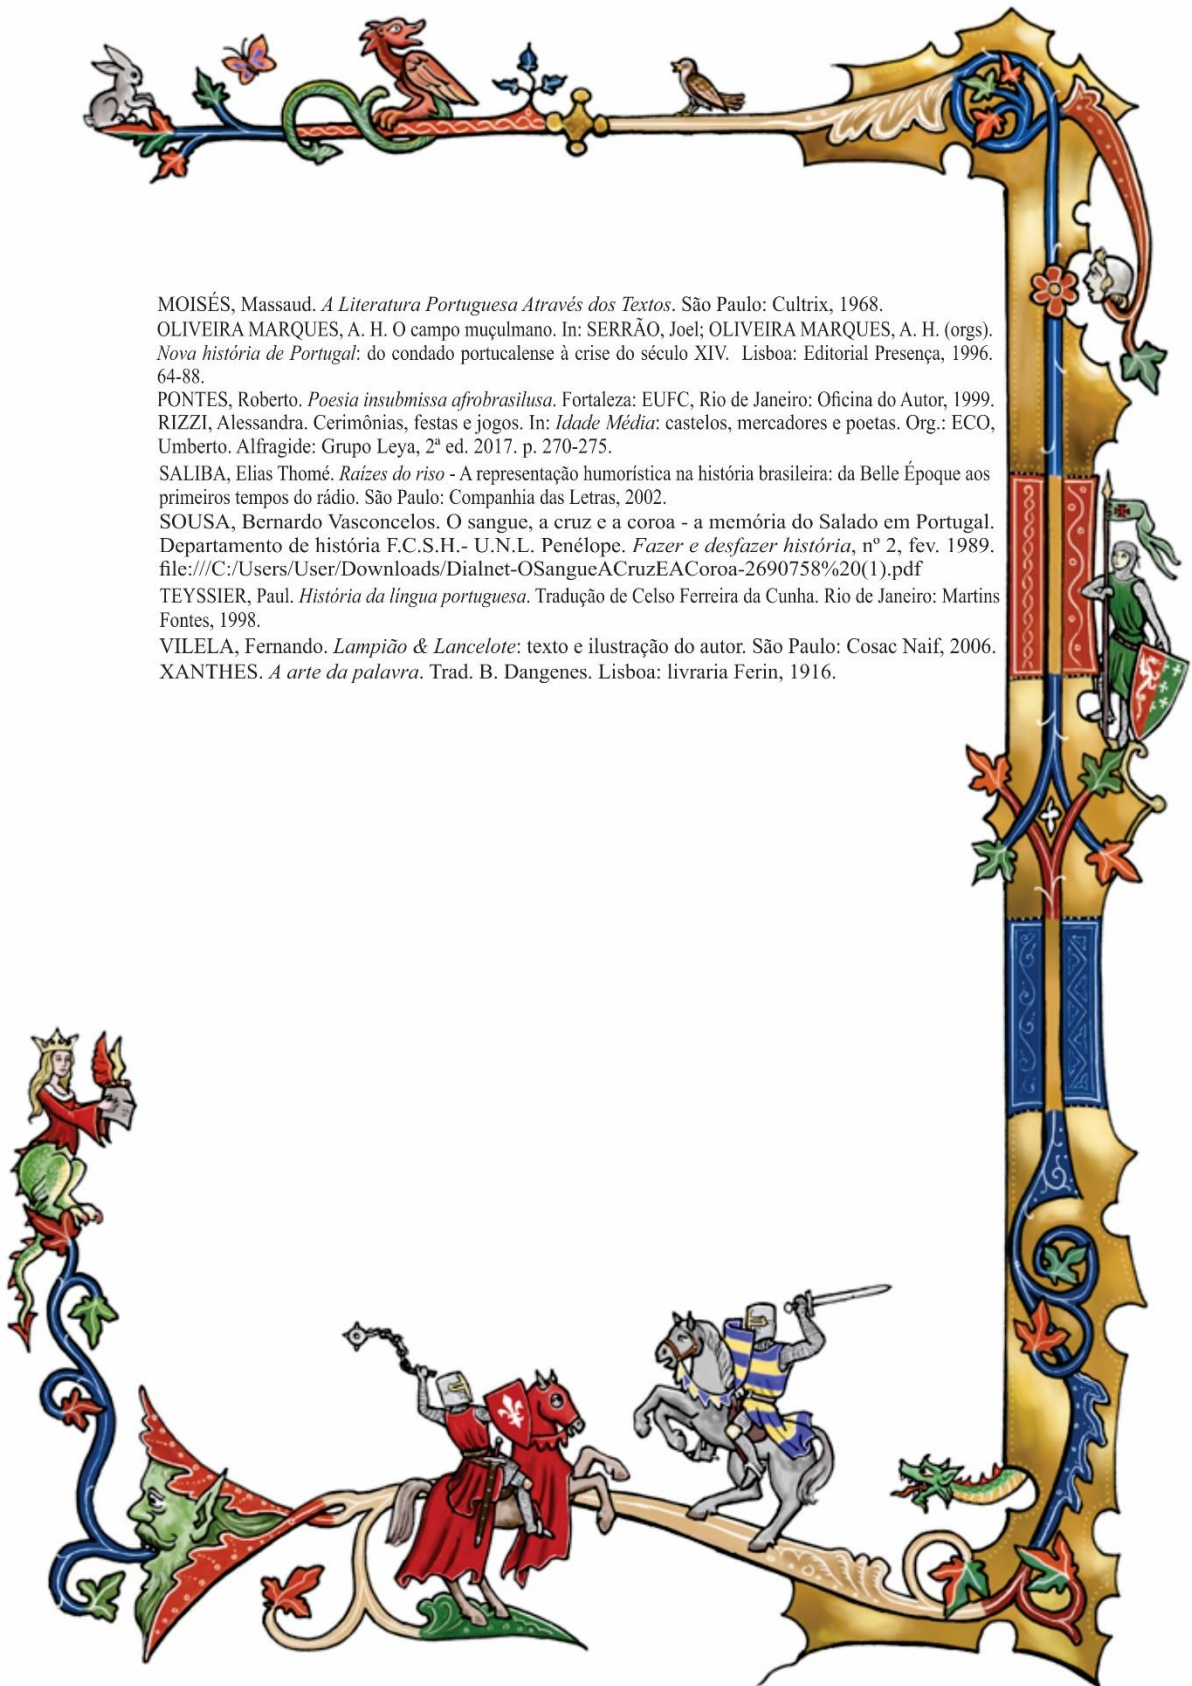 MOISÉS, Massaud. A Literatura Portuguesa Através dos Textos. São Paulo: Cultrix, 1968.
OLIVEIRA MARQUES, A. H. O campo muçulmano. In: SERRÃO, Joel; OLIVEIRA MARQUES, A. H. (orgs).
Nova história de Portugal: do condado portucalense à crise do século XIV. Lisboa: Editorial Presença, 1996.
64-88.
PONTES, Roberto. Poesia insubmissa afrobrasilusa. Fortaleza: EUFC, Rio de Janeiro: Oficina do Autor, 1999.
RIZZI, Alessandra. Cerimônias, festas e jogos. In: Idade Média: castelos, mercadores e poetas. Org.: ECO,
Umberto. Alfragide: Grupo Leya, 2ª ed. 2017. p. 270-275.
SALIBA, Elias Thomé. Raízes do riso - A representação humorística na história brasileira: da Belle Époque aos
primeiros tempos do rádio. São Paulo: Companhia das Letras, 2002.
SOUSA, Bernardo Vasconcelos. O sangue, a cruz e a coroa - a memória do Salado em Portugal.
Departamento de história F.C.S.H.- U.N.L. Penélope. Fazer e desfazer história, nº 2, fev. 1989.
file:///C:/Users/User/Downloads/Dialnet-OSangueACruzEACoroa-2690758%20(1).pdf
TEYSSIER, Paul. História da língua portuguesa. Tradução de Celso Ferreira da Cunha. Rio de Janeiro: Martins
Fontes, 1998.
VILELA, Fernando. Lampião & Lancelote: texto e ilustração do autor. São Paulo: Cosac Naif, 2006.
XANTHES. A arte da palavra. Trad. B. Dangenes. Lisboa: livraria Ferin, 1916.